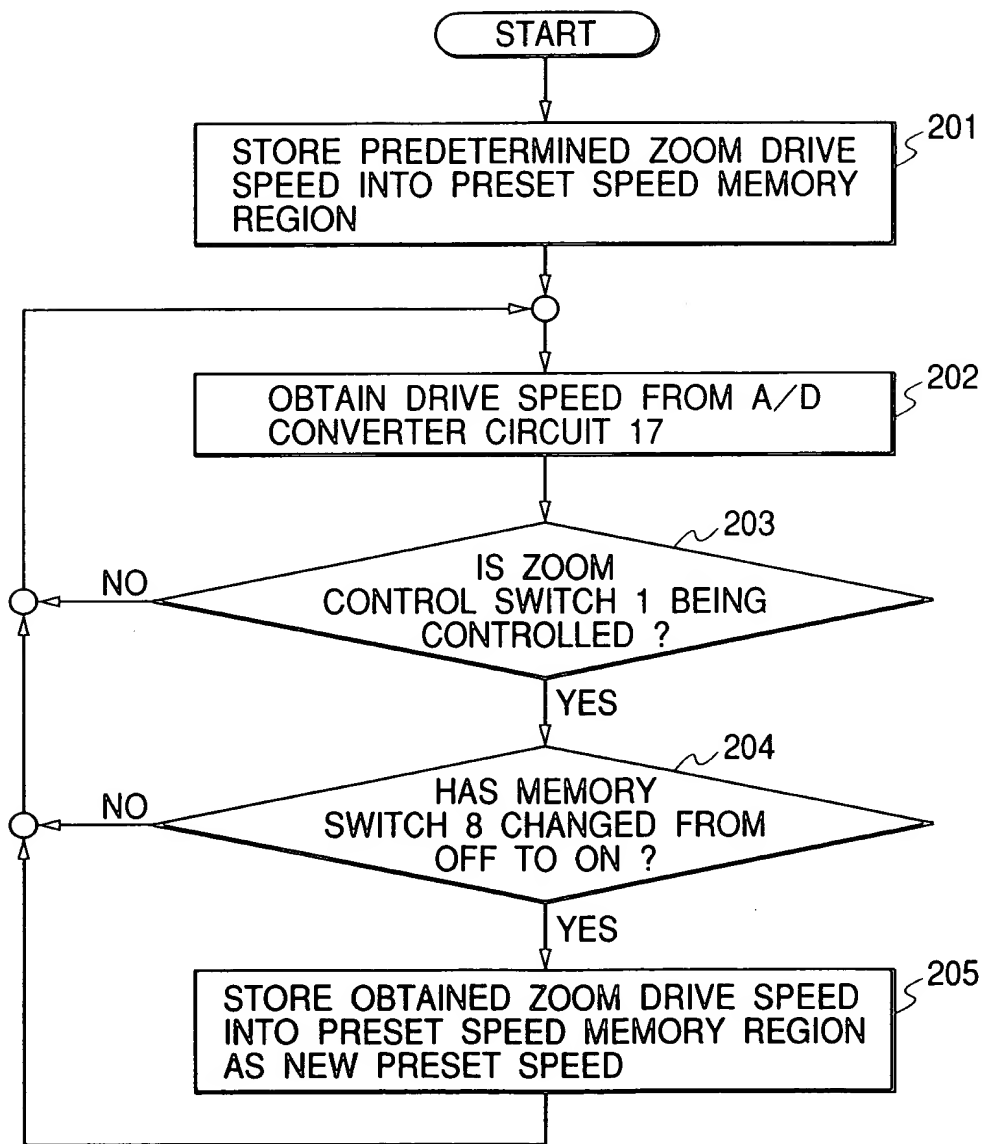 START
201
STORE PREDETERMINED ZOOM DRIVE
SPEED INTO PRESET SPEED MEMORY
REGION
202
OBTAIN DRIVE SPEED FROM A/D
CONVERTER CIRCUIT 17
203
IS ZOOM
CONTROL SWITCH 1 BEING
CONTROLLED ?
NO
YES
204
HAS MEMORY
SWITCH 8 CHANGED FROM
OFF TO ON ?
NO
YES
205
STORE OBTAINED ZOOM DRIVE SPEED
INTO PRESET SPEED MEMORY REGION
AS NEW PRESET SPEED